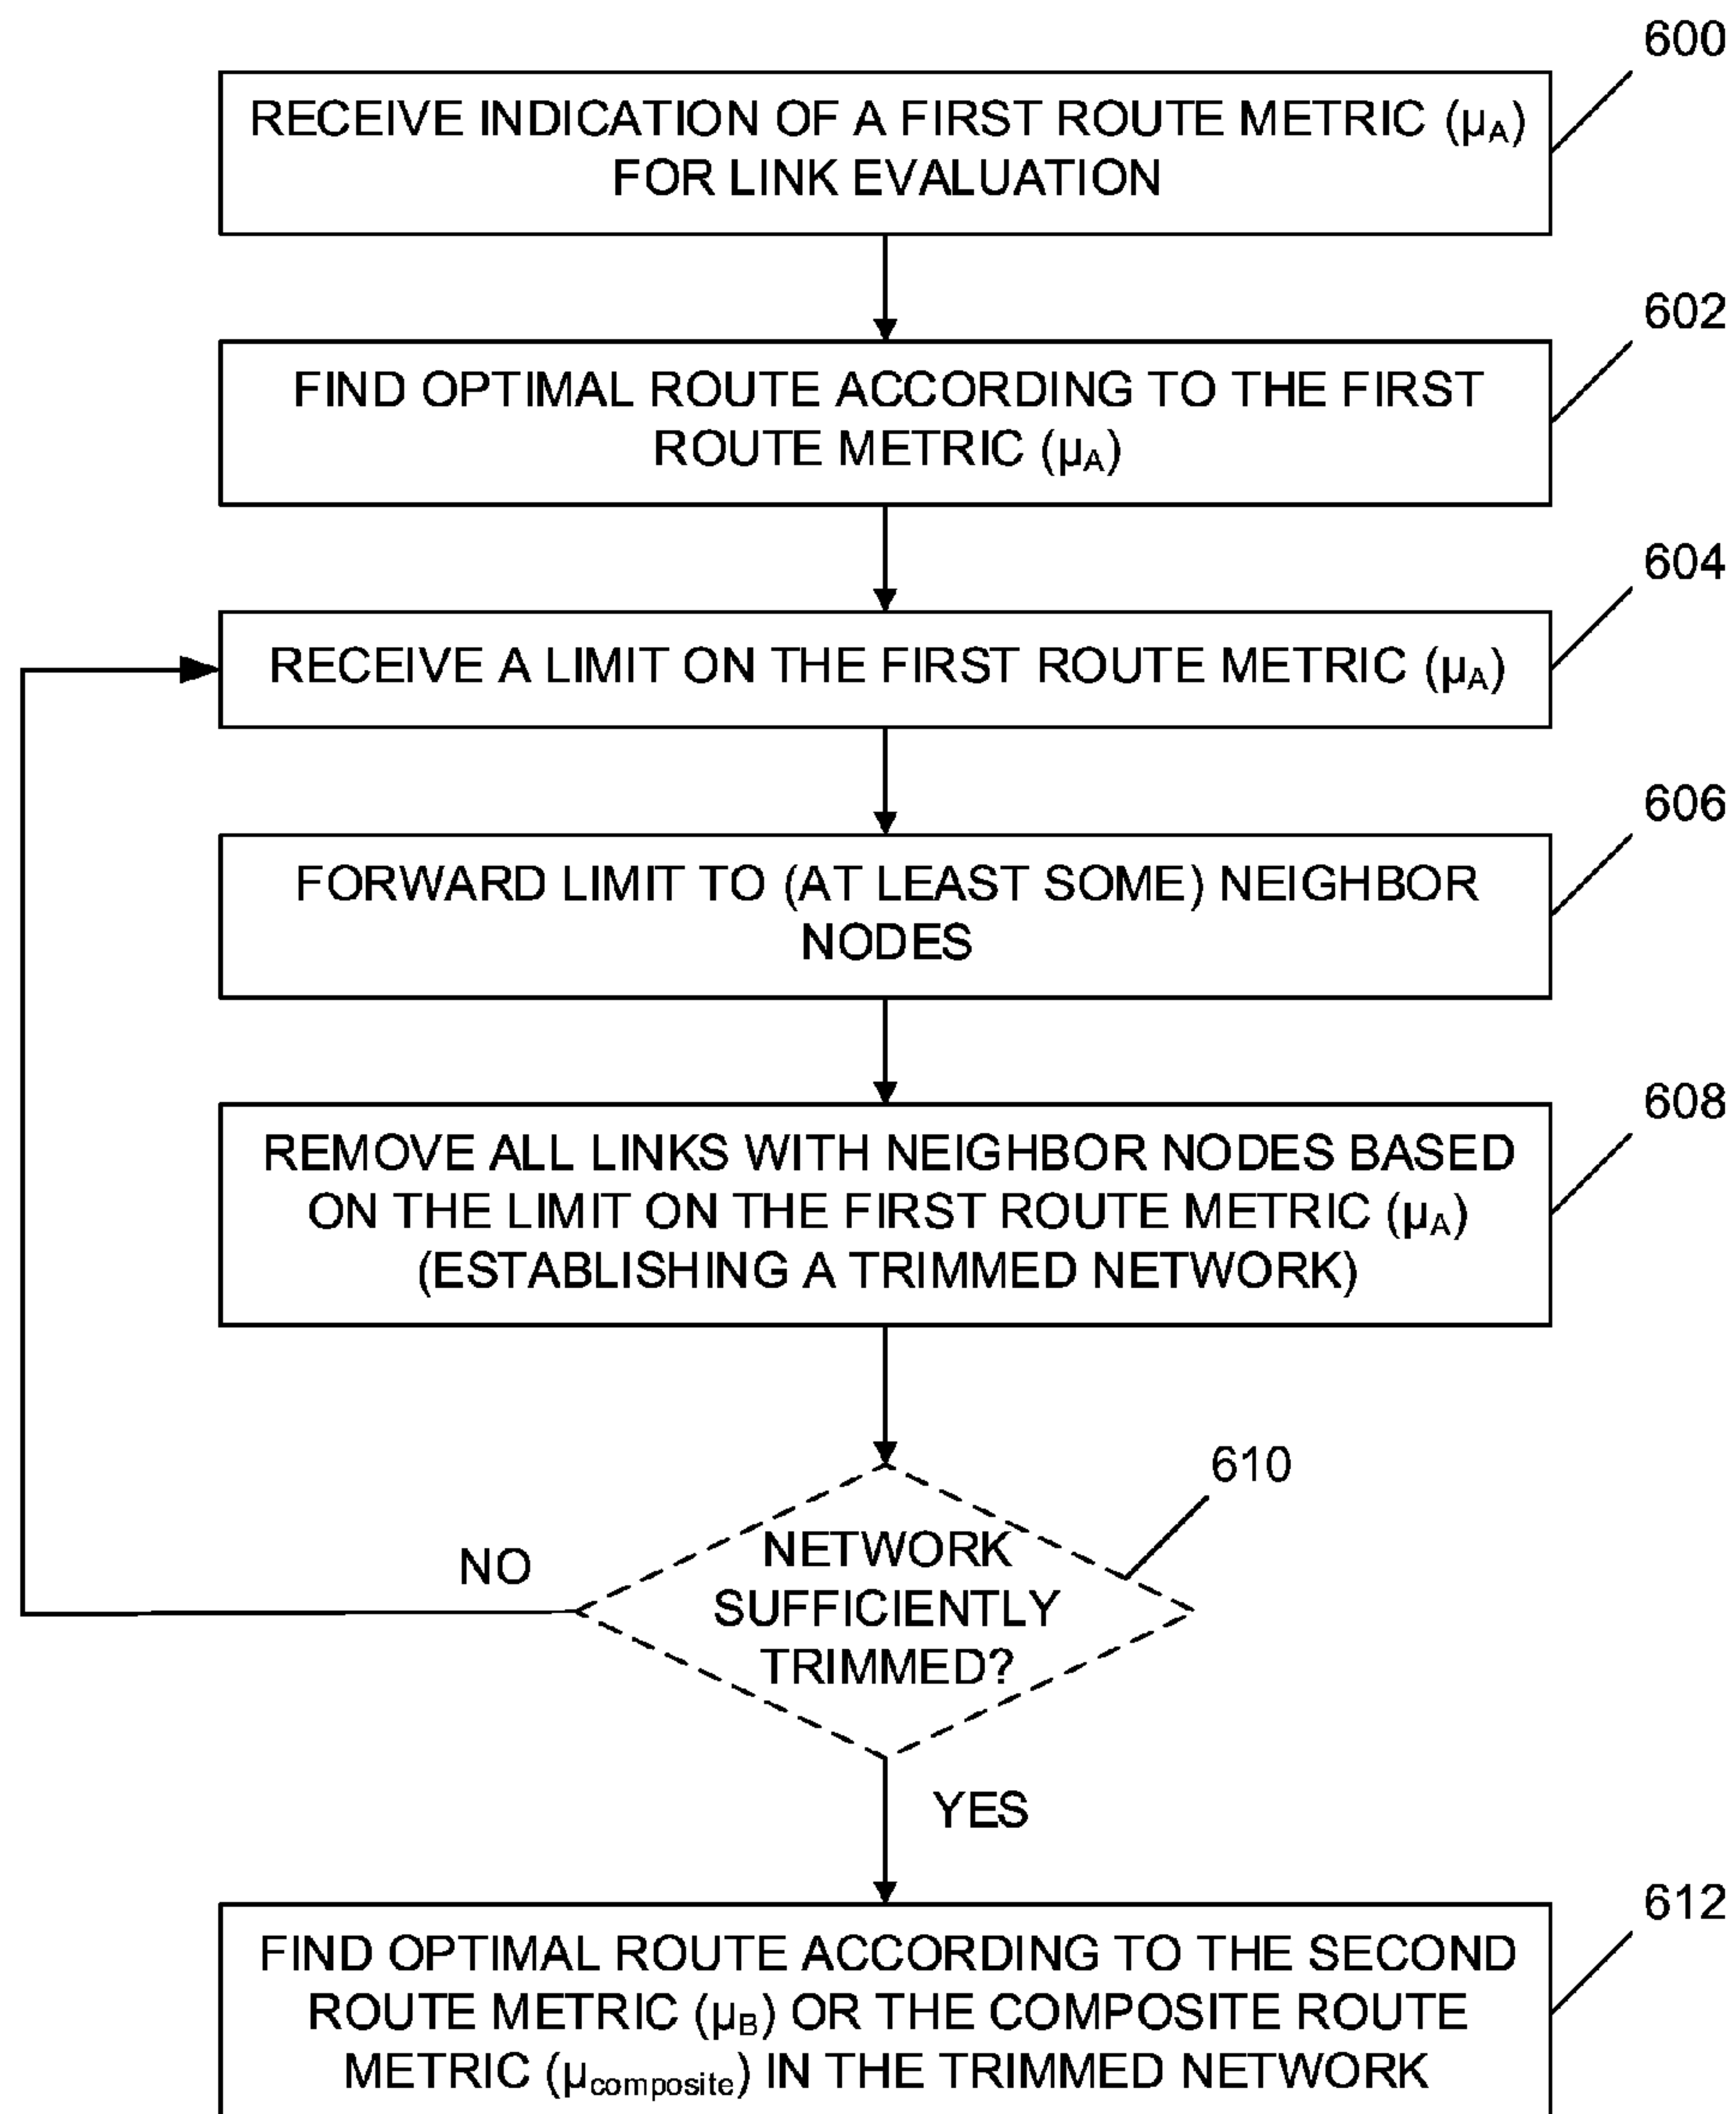 600
RECEIVE INDICATION OF A FIRST ROUTE METRIC (μA)
FOR LINK EVALUATION
602
FIND OPTIMAL ROUTE ACCORDING TO THE FIRST
ROUTE METRIC (μA)
604
RECEIVE A LIMIT ON THE FIRST ROUTE METRIC (μA)
606
FORWARD LIMIT TO (AT LEAST SOME) NEIGHBOR
NODES
608
REMOVE ALL LINKS WITH NEIGHBOR NODES BASED
ON THE LIMIT ON THE FIRST ROUTE METRIC (μA)
(ESTABLISHING A TRIMMED NETWORK)
610
NETWORK
SUFFICIENTLY
TRIMMED?
NO
YES
612
FIND OPTIMAL ROUTE ACCORDING TO THE SECOND
ROUTE METRIC (μB) OR THE COMPOSITE ROUTE
METRIC (μcomposite) IN THE TRIMMED NETWORK